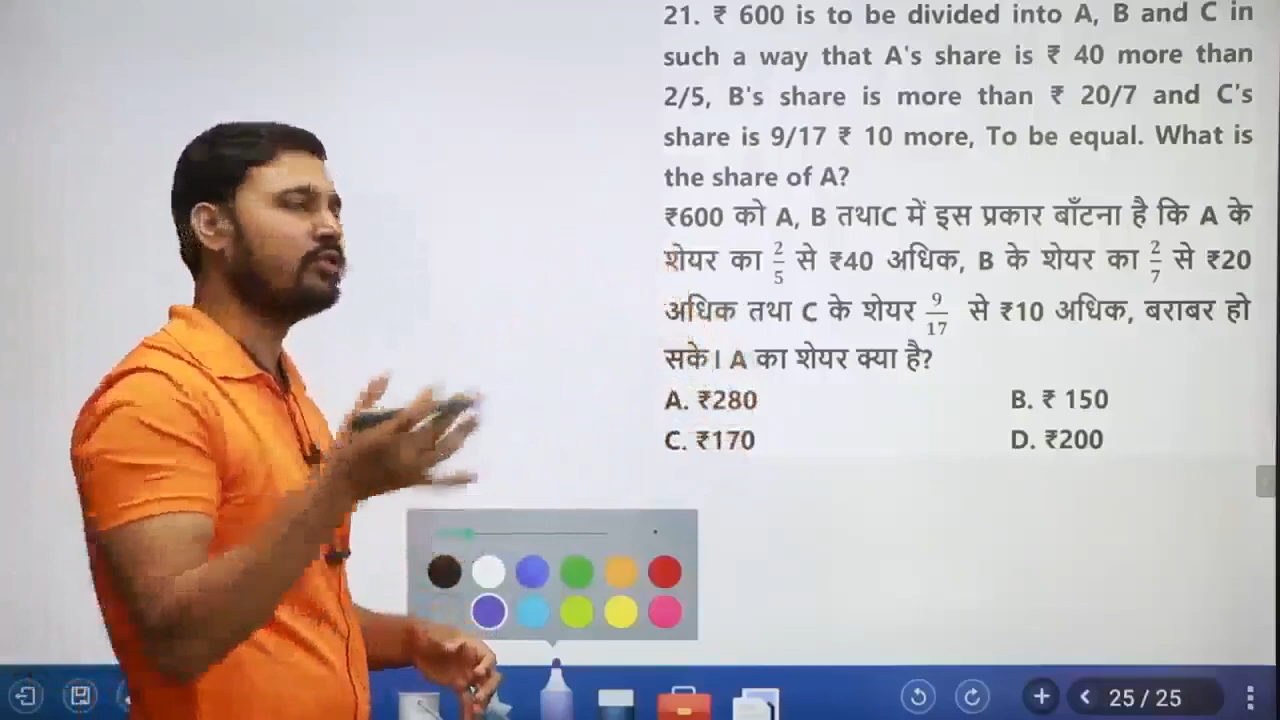 21. ₹ 600 is to be divided into A, B and C in
such a way that A's share is ₹ 40 more than
2/5, B's share is more than ₹ 20/7 and C's
share is 9/17 ₹ 10 more, To be equal. What is
the share of A?
₹600 को A, B तथाC में इस प्रकार बाँटना है कि A के
शेयर का 2/5 से ₹40 अधिक, B के शेयर का 2/7 से ₹20
अधिक तथा C के शेयर 9/17 से ₹10 अधिक, बराबर हो
सके। A का शेयर क्या है?
A. ₹280 B. ₹ 150
C. ₹170 D. ₹200
25 / 25